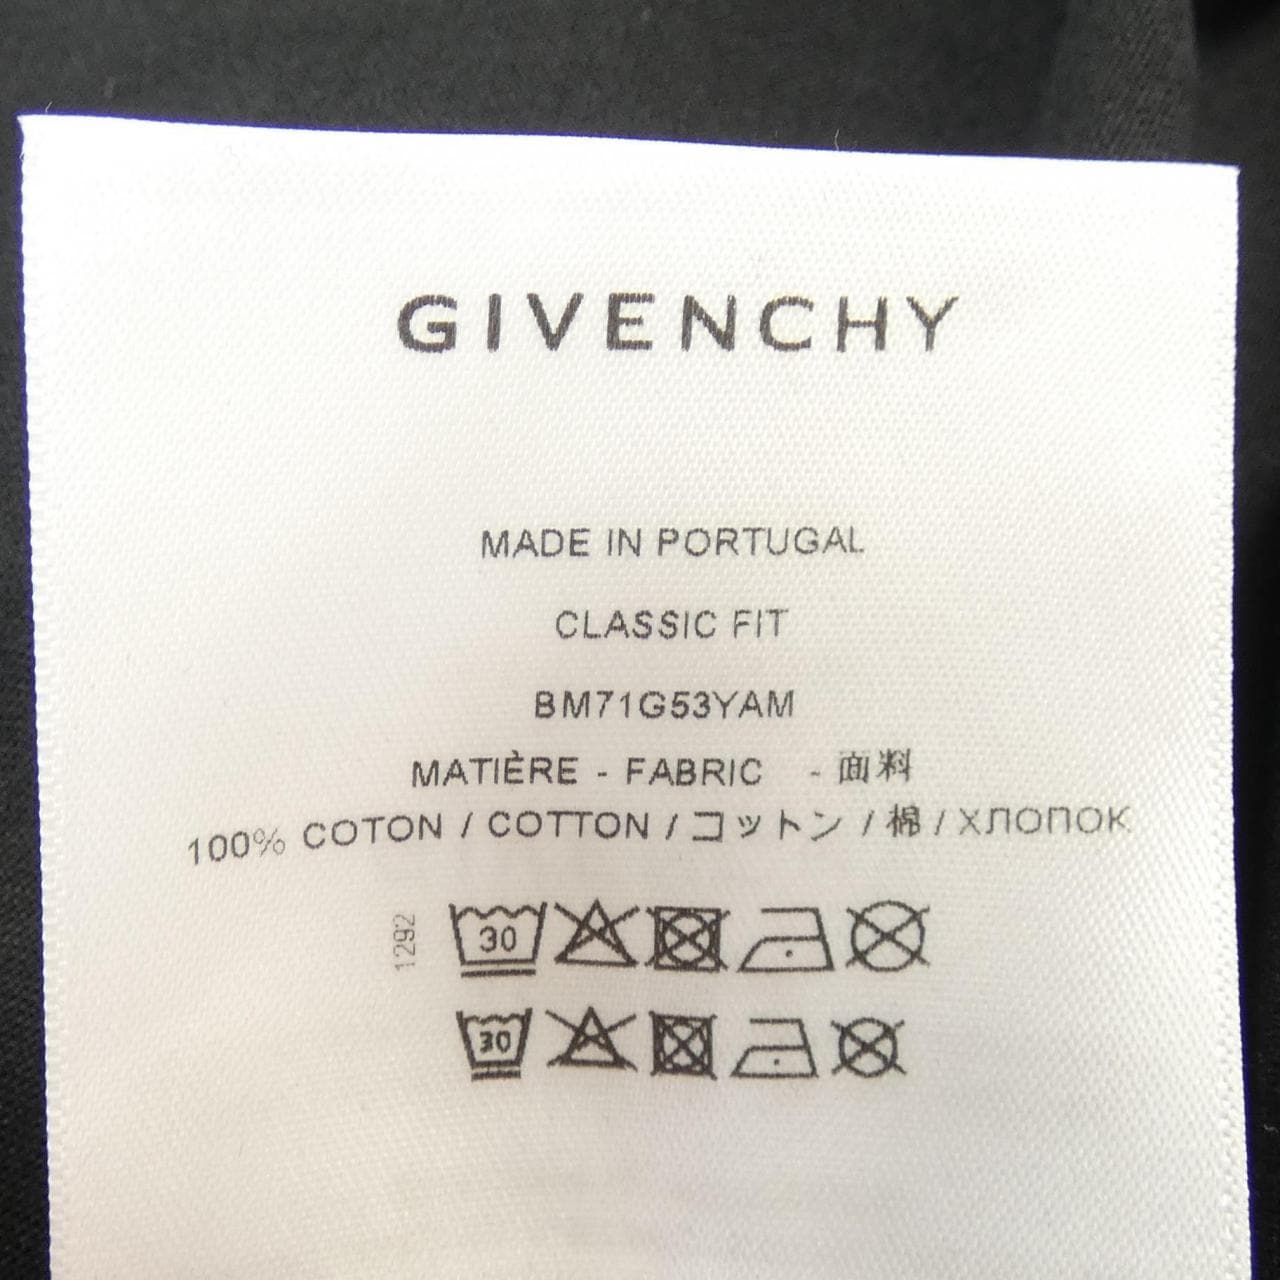 GIVENCHY
MADE IN PORTUGAL
CLASSIC FIT
BM71G53YAM
MATIÈRE - FABRIC - 面料
100% COTON / COTTON / コットン / 棉 / ХЛОПОК
1292
30
30